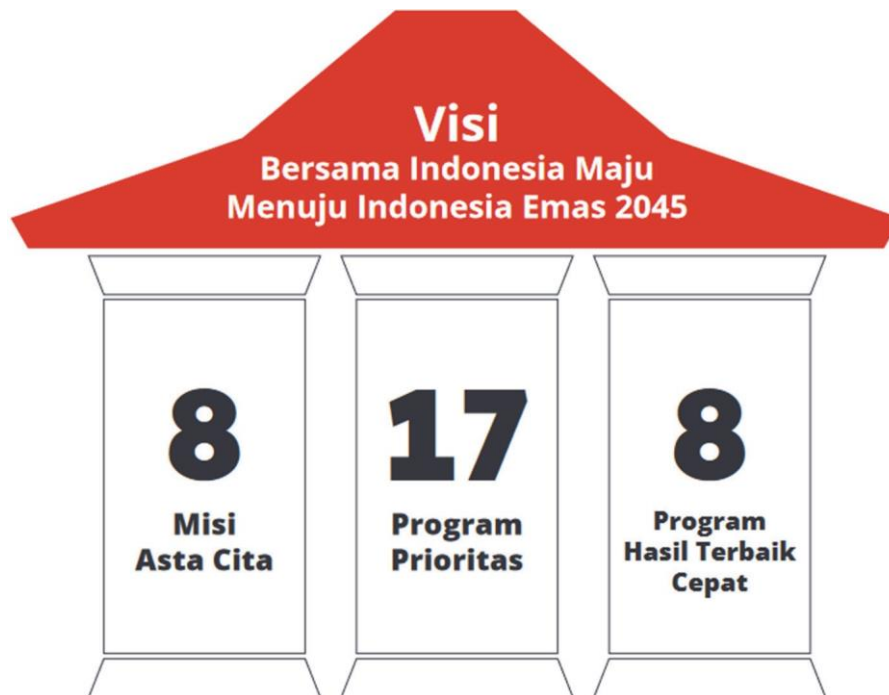 Visi
Bersama Indonesia Maju
Menuju Indonesia Emas 2045
8
Misi
Asta Cita
17
Program
Prioritas
8
Program
Hasil Terbaik
Cepat